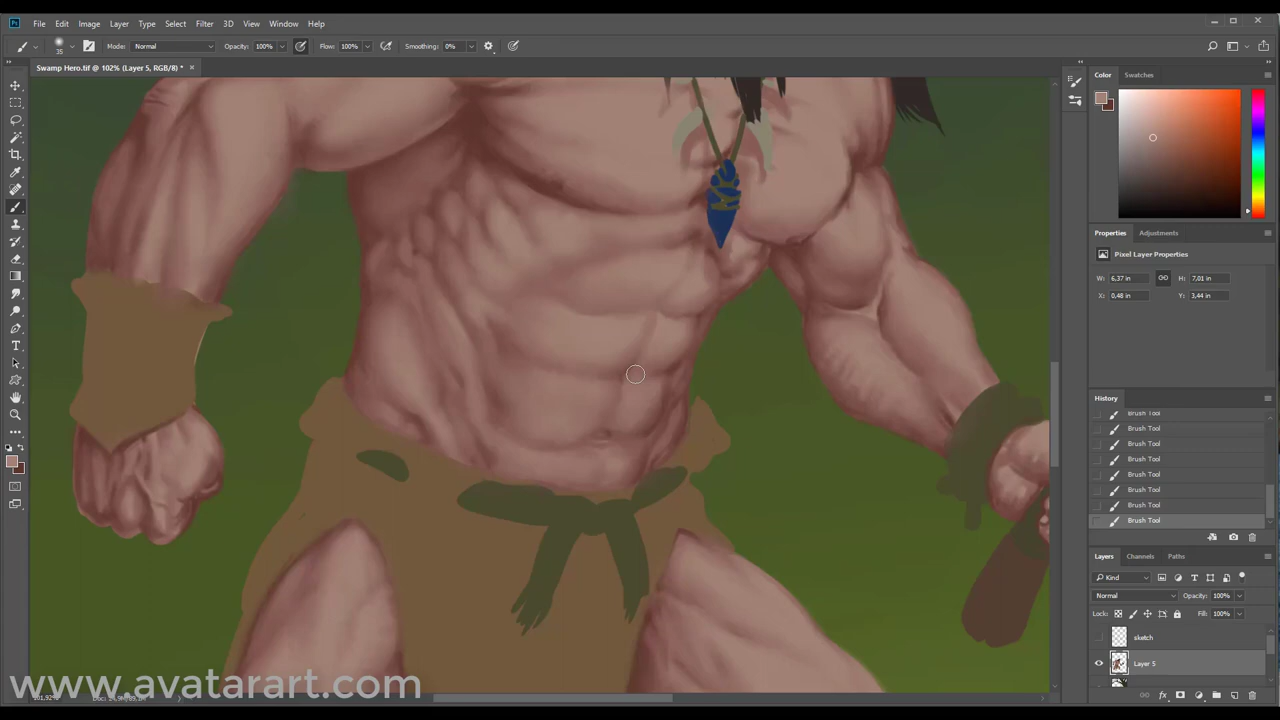 Ps File Edit Image Layer Type Select Filter 3D View Window Help
35 Mode: Normal Opacity: 100% Flow: 100% Smoothing: 0%
Swamp Hero.tif @ 102% (Layer 5, RGB/8) *
Color Swatches
Properties Adjustments
Pixel Layer Properties
W: 6,37 in H: 7,01 in
X: 0,48 in Y: 3,44 in
History
Brush Tool
Brush Tool
Brush Tool
Brush Tool
Brush Tool
Brush Tool
Brush Tool
Brush Tool
Layers Channels Paths
Kind
Normal Opacity: 100%
Lock: Fill: 100%
sketch
Layer 5
www.avatarart.com